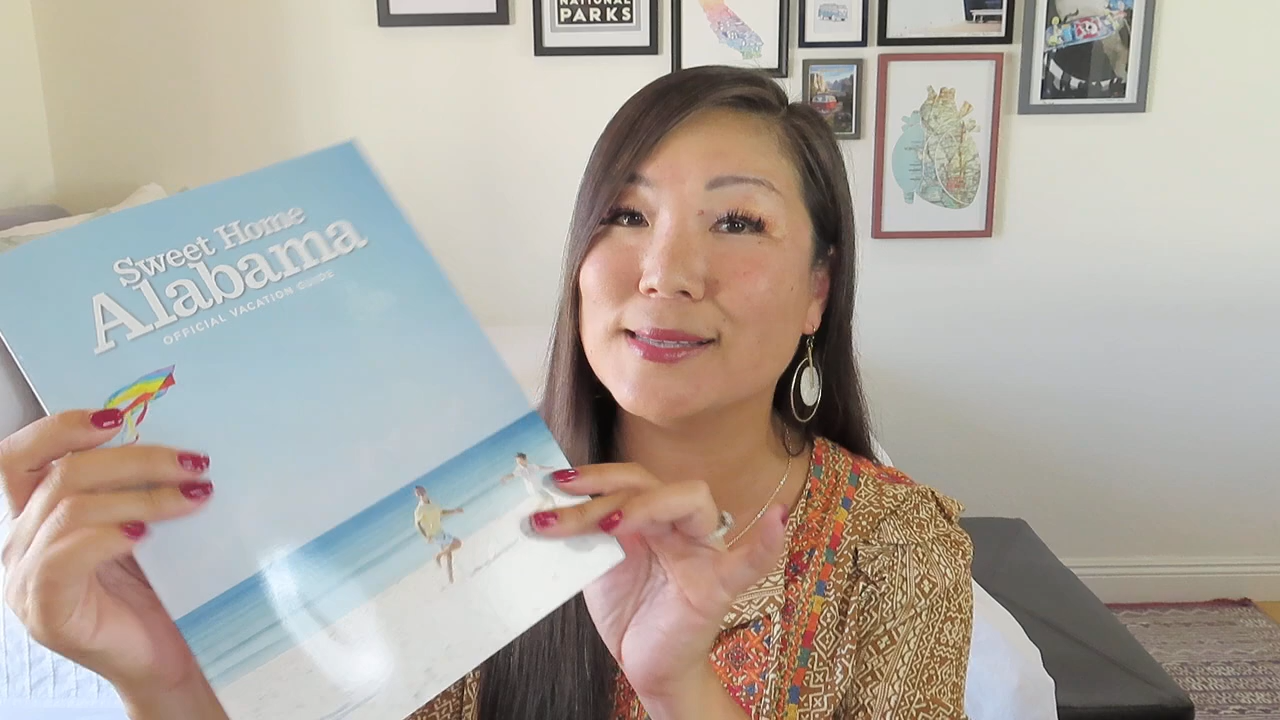 NATIONAL
PARKS
Sweet Home
Alabama
OFFICIAL VACATION GUIDE